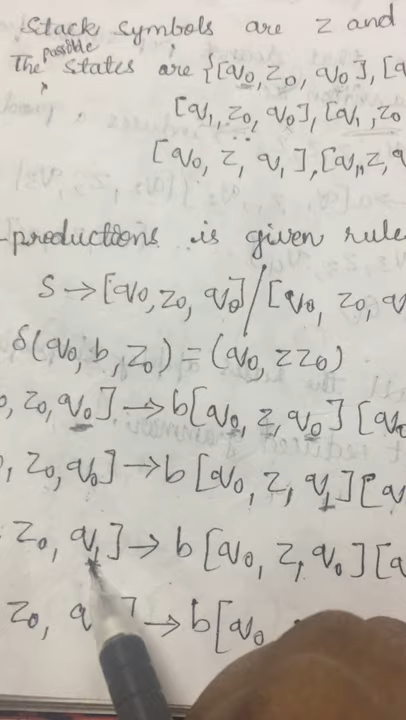 Stack symbols are z and
The possible states are {[q0, z0, q0], [q
[q1, z0, q0], [q1, z0
[q0, z, q1], [q1, z, q
productions is given rule
S → [q0, z0, q0] / [q0, z0, q
δ(q0, b, z0) = (q0, zz0)
, z0, q0] → b[q0, z, q0] [q
, z0, q0] → b[q0, z, q1] [q
z0, q1] → b[q0, z, q0] [q
z0, q ] → b[q0